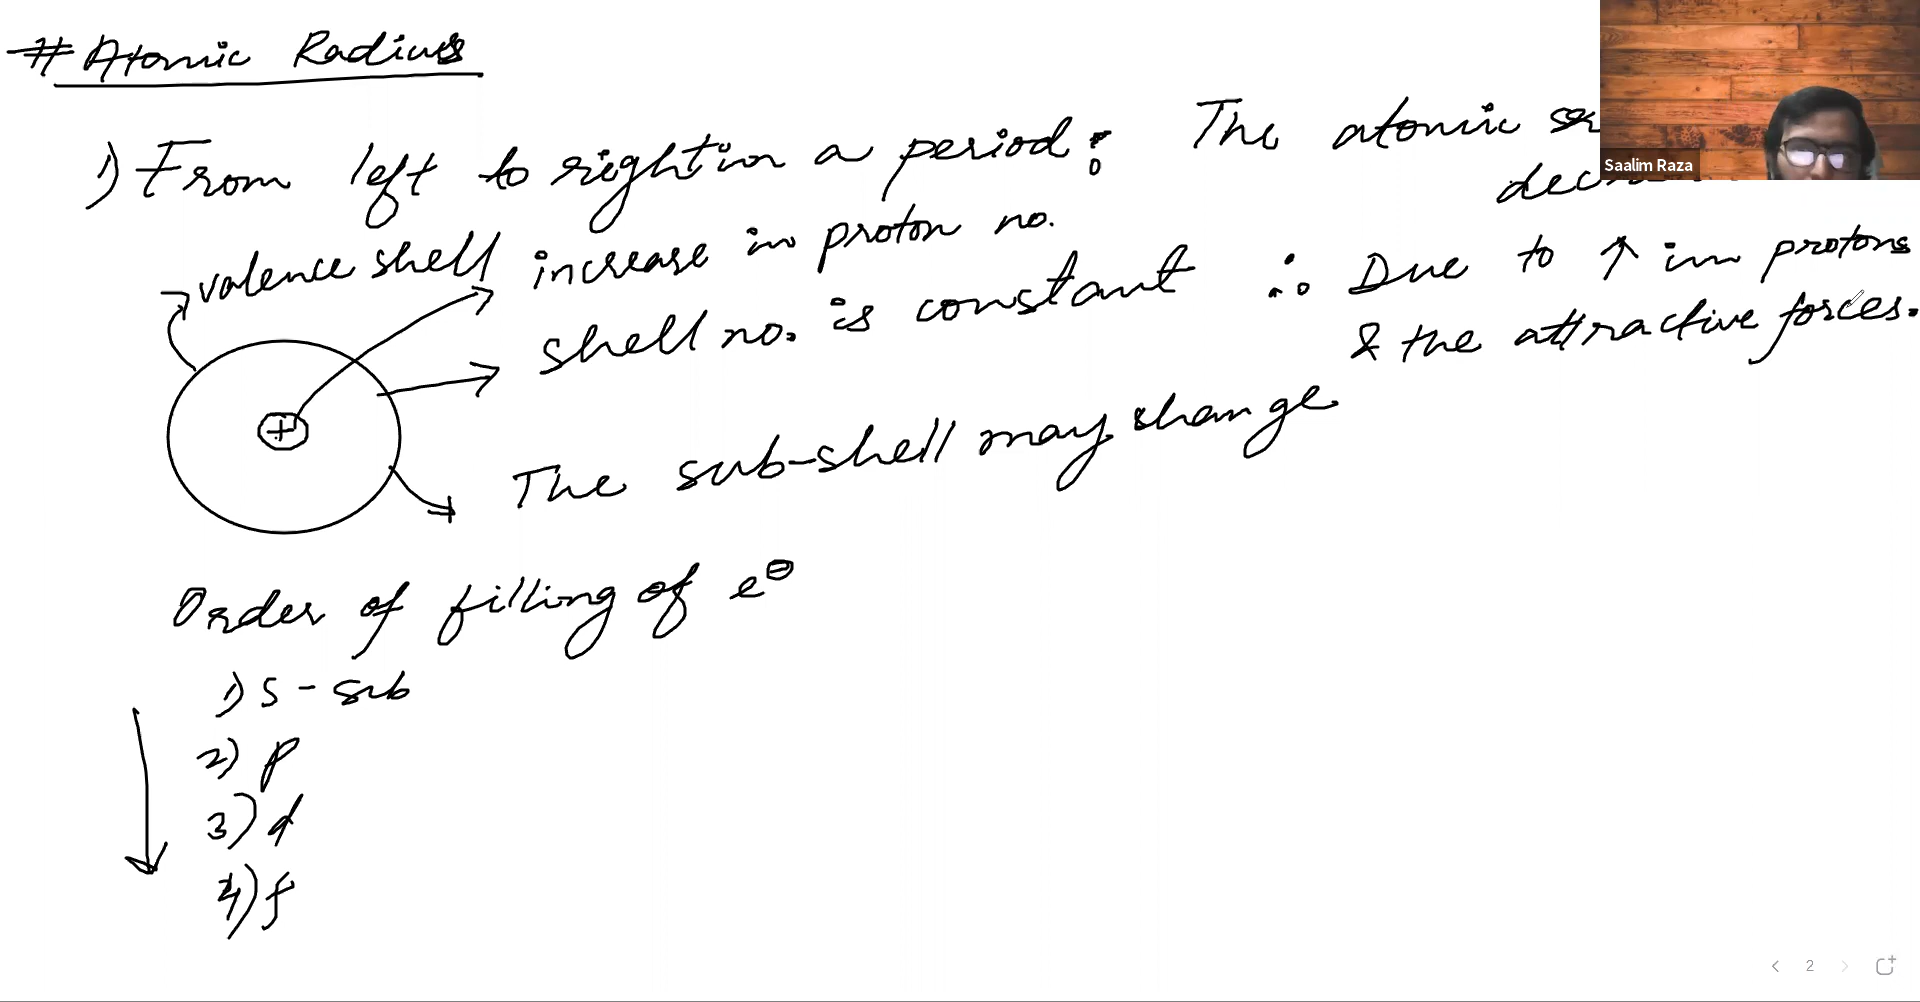 # Atomic Radius
1) From left to right in a period: The atomic
Saalim Raza
valence shell increase in proton no.
shell no. is constant ∴ Due to ↑ in protons
& the attractive forces.
+
The sub-shell may change
Order of filling of e⊖
1) S - sub
2) p
3) d
4) f
2